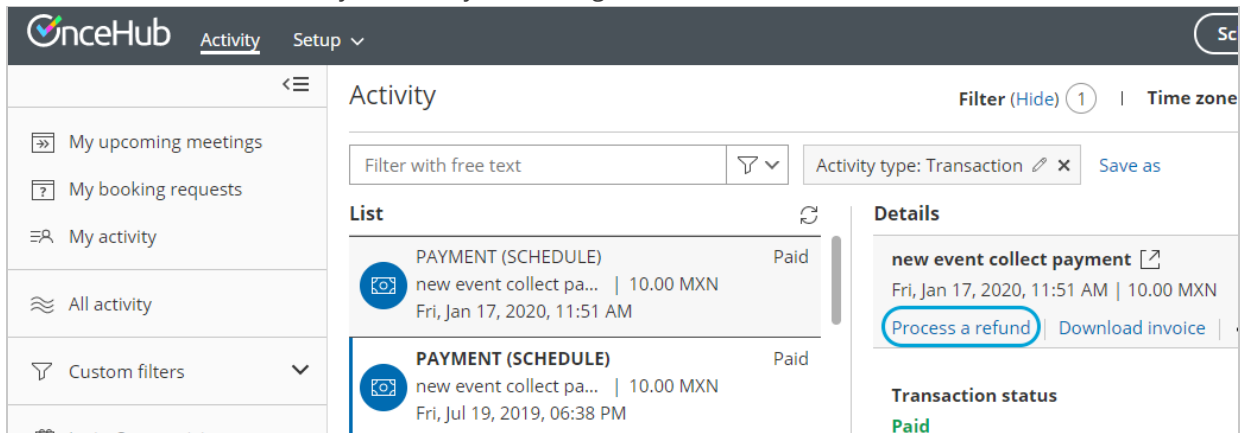 OnceHub Activity Setup
Sc
Activity
Filter (Hide) 1 | Time zone
My upcoming meetings
My booking requests
My activity
All activity
Custom filters
Filter with free text
Activity type: Transaction
Save as
List
PAYMENT (SCHEDULE) Paid
new event collect pa... | 10.00 MXN
Fri, Jan 17, 2020, 11:51 AM
PAYMENT (SCHEDULE) Paid
new event collect pa... | 10.00 MXN
Fri, Jul 19, 2019, 06:38 PM
Details
new event collect payment
Fri, Jan 17, 2020, 11:51 AM | 10.00 MXN
Process a refund | Download invoice |
Transaction status
Paid